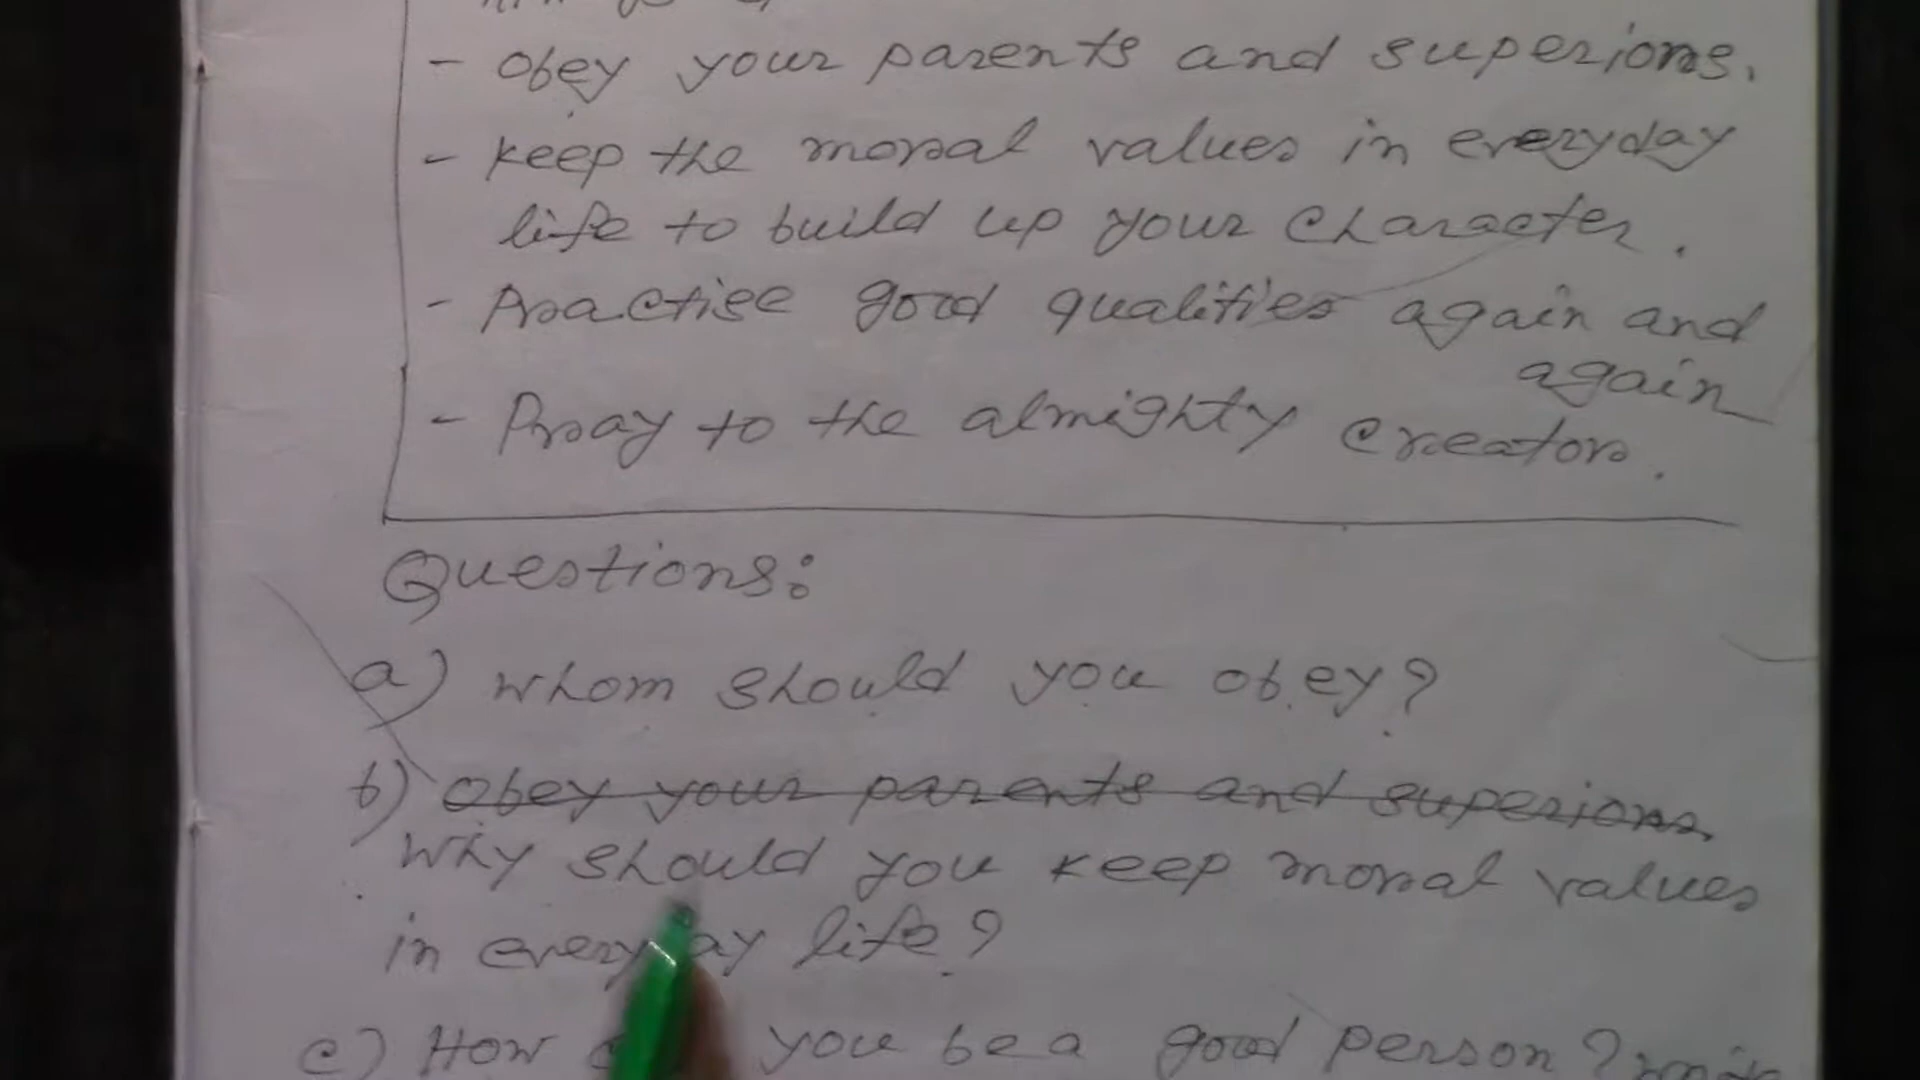 - Obey your parents and superiors.
- Keep the moral values in everyday
life to build up your character.
- Practise good qualities again and
again
- Pray to the almighty creator.
Questions:
a) Whom should you obey?
b) Obey your parents and superiors.
Why should you keep moral values
in everyday life?
c) How you be a good person?